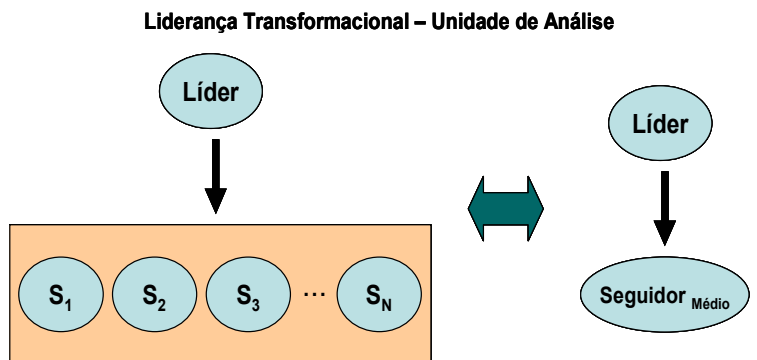 Liderança Transformacional – Unidade de Análise
Líder
Líder
S1 S2 S3 ... SN
Seguidor Médio